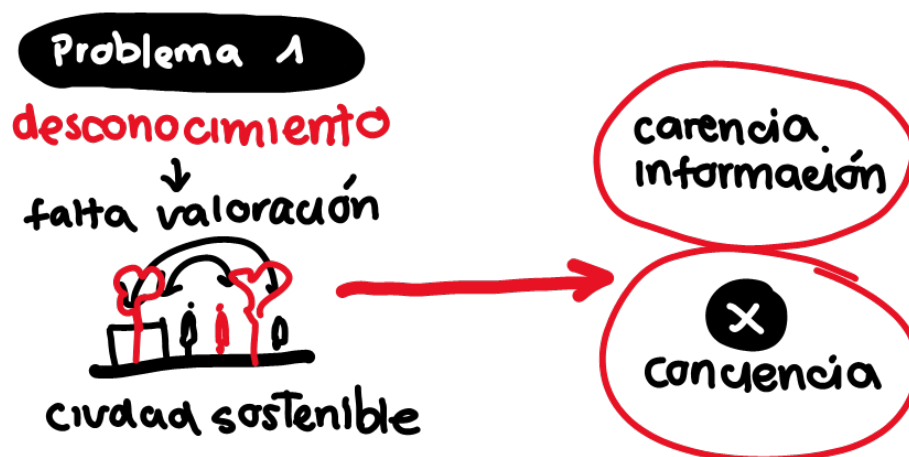 Problema 1
desconocimiento
falta valoración
ciudad sostenible
carencia
información
x
conciencia